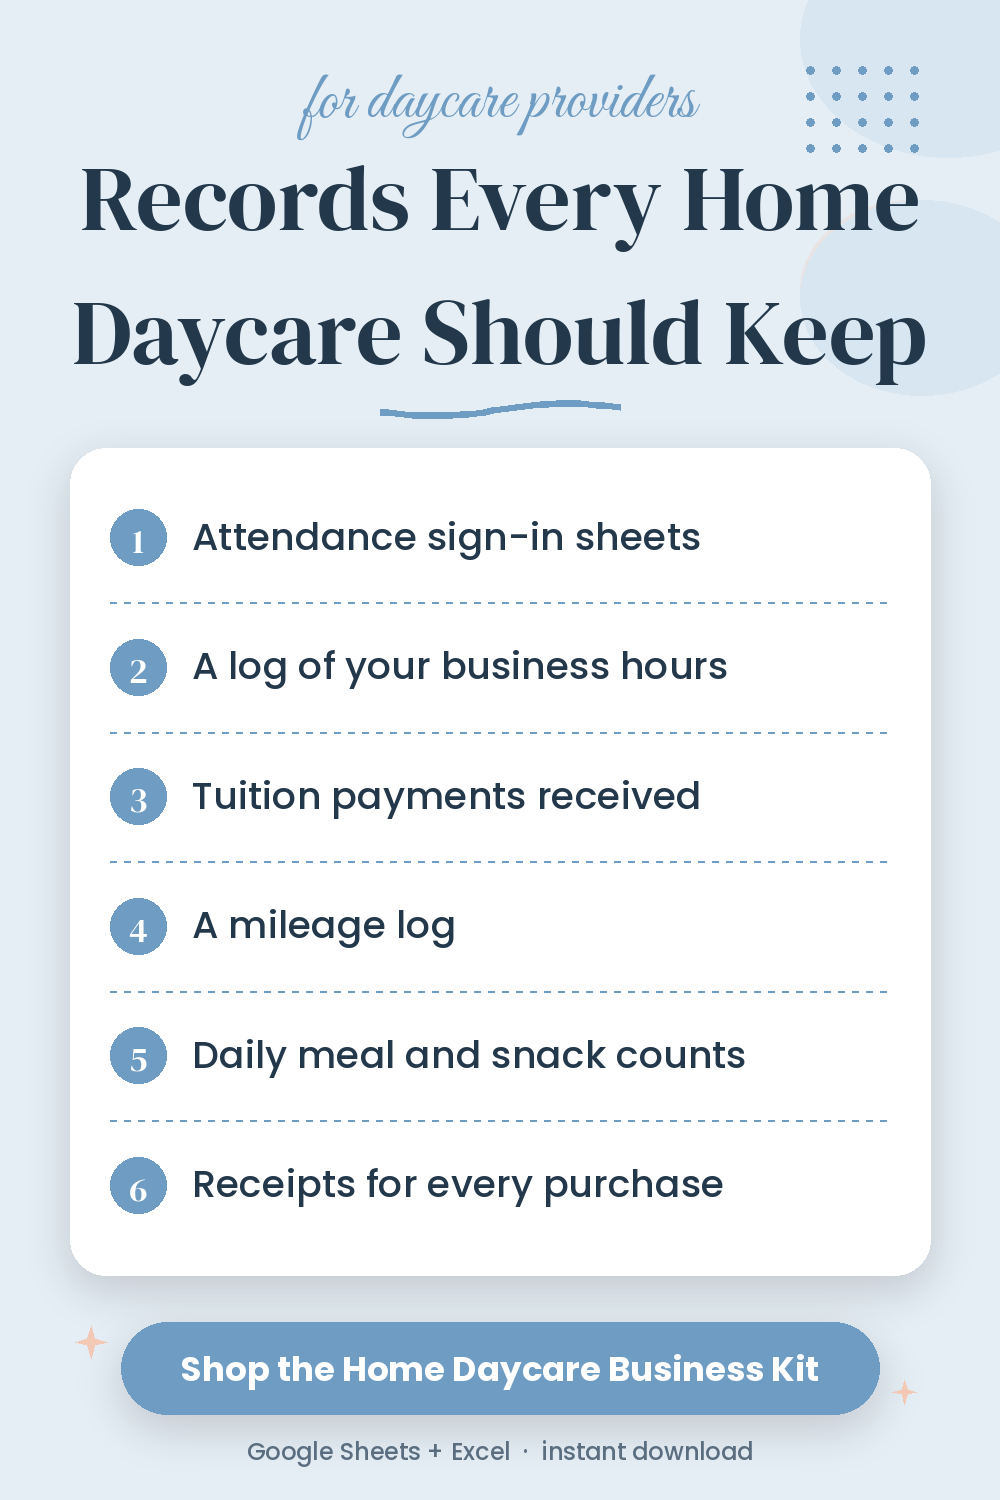 for daycare providers
Records Every Home
Daycare Should Keep
1 Attendance sign-in sheets
2 A log of your business hours
3 Tuition payments received
4 A mileage log
5 Daily meal and snack counts
6 Receipts for every purchase
Shop the Home Daycare Business Kit
Google Sheets + Excel · instant download